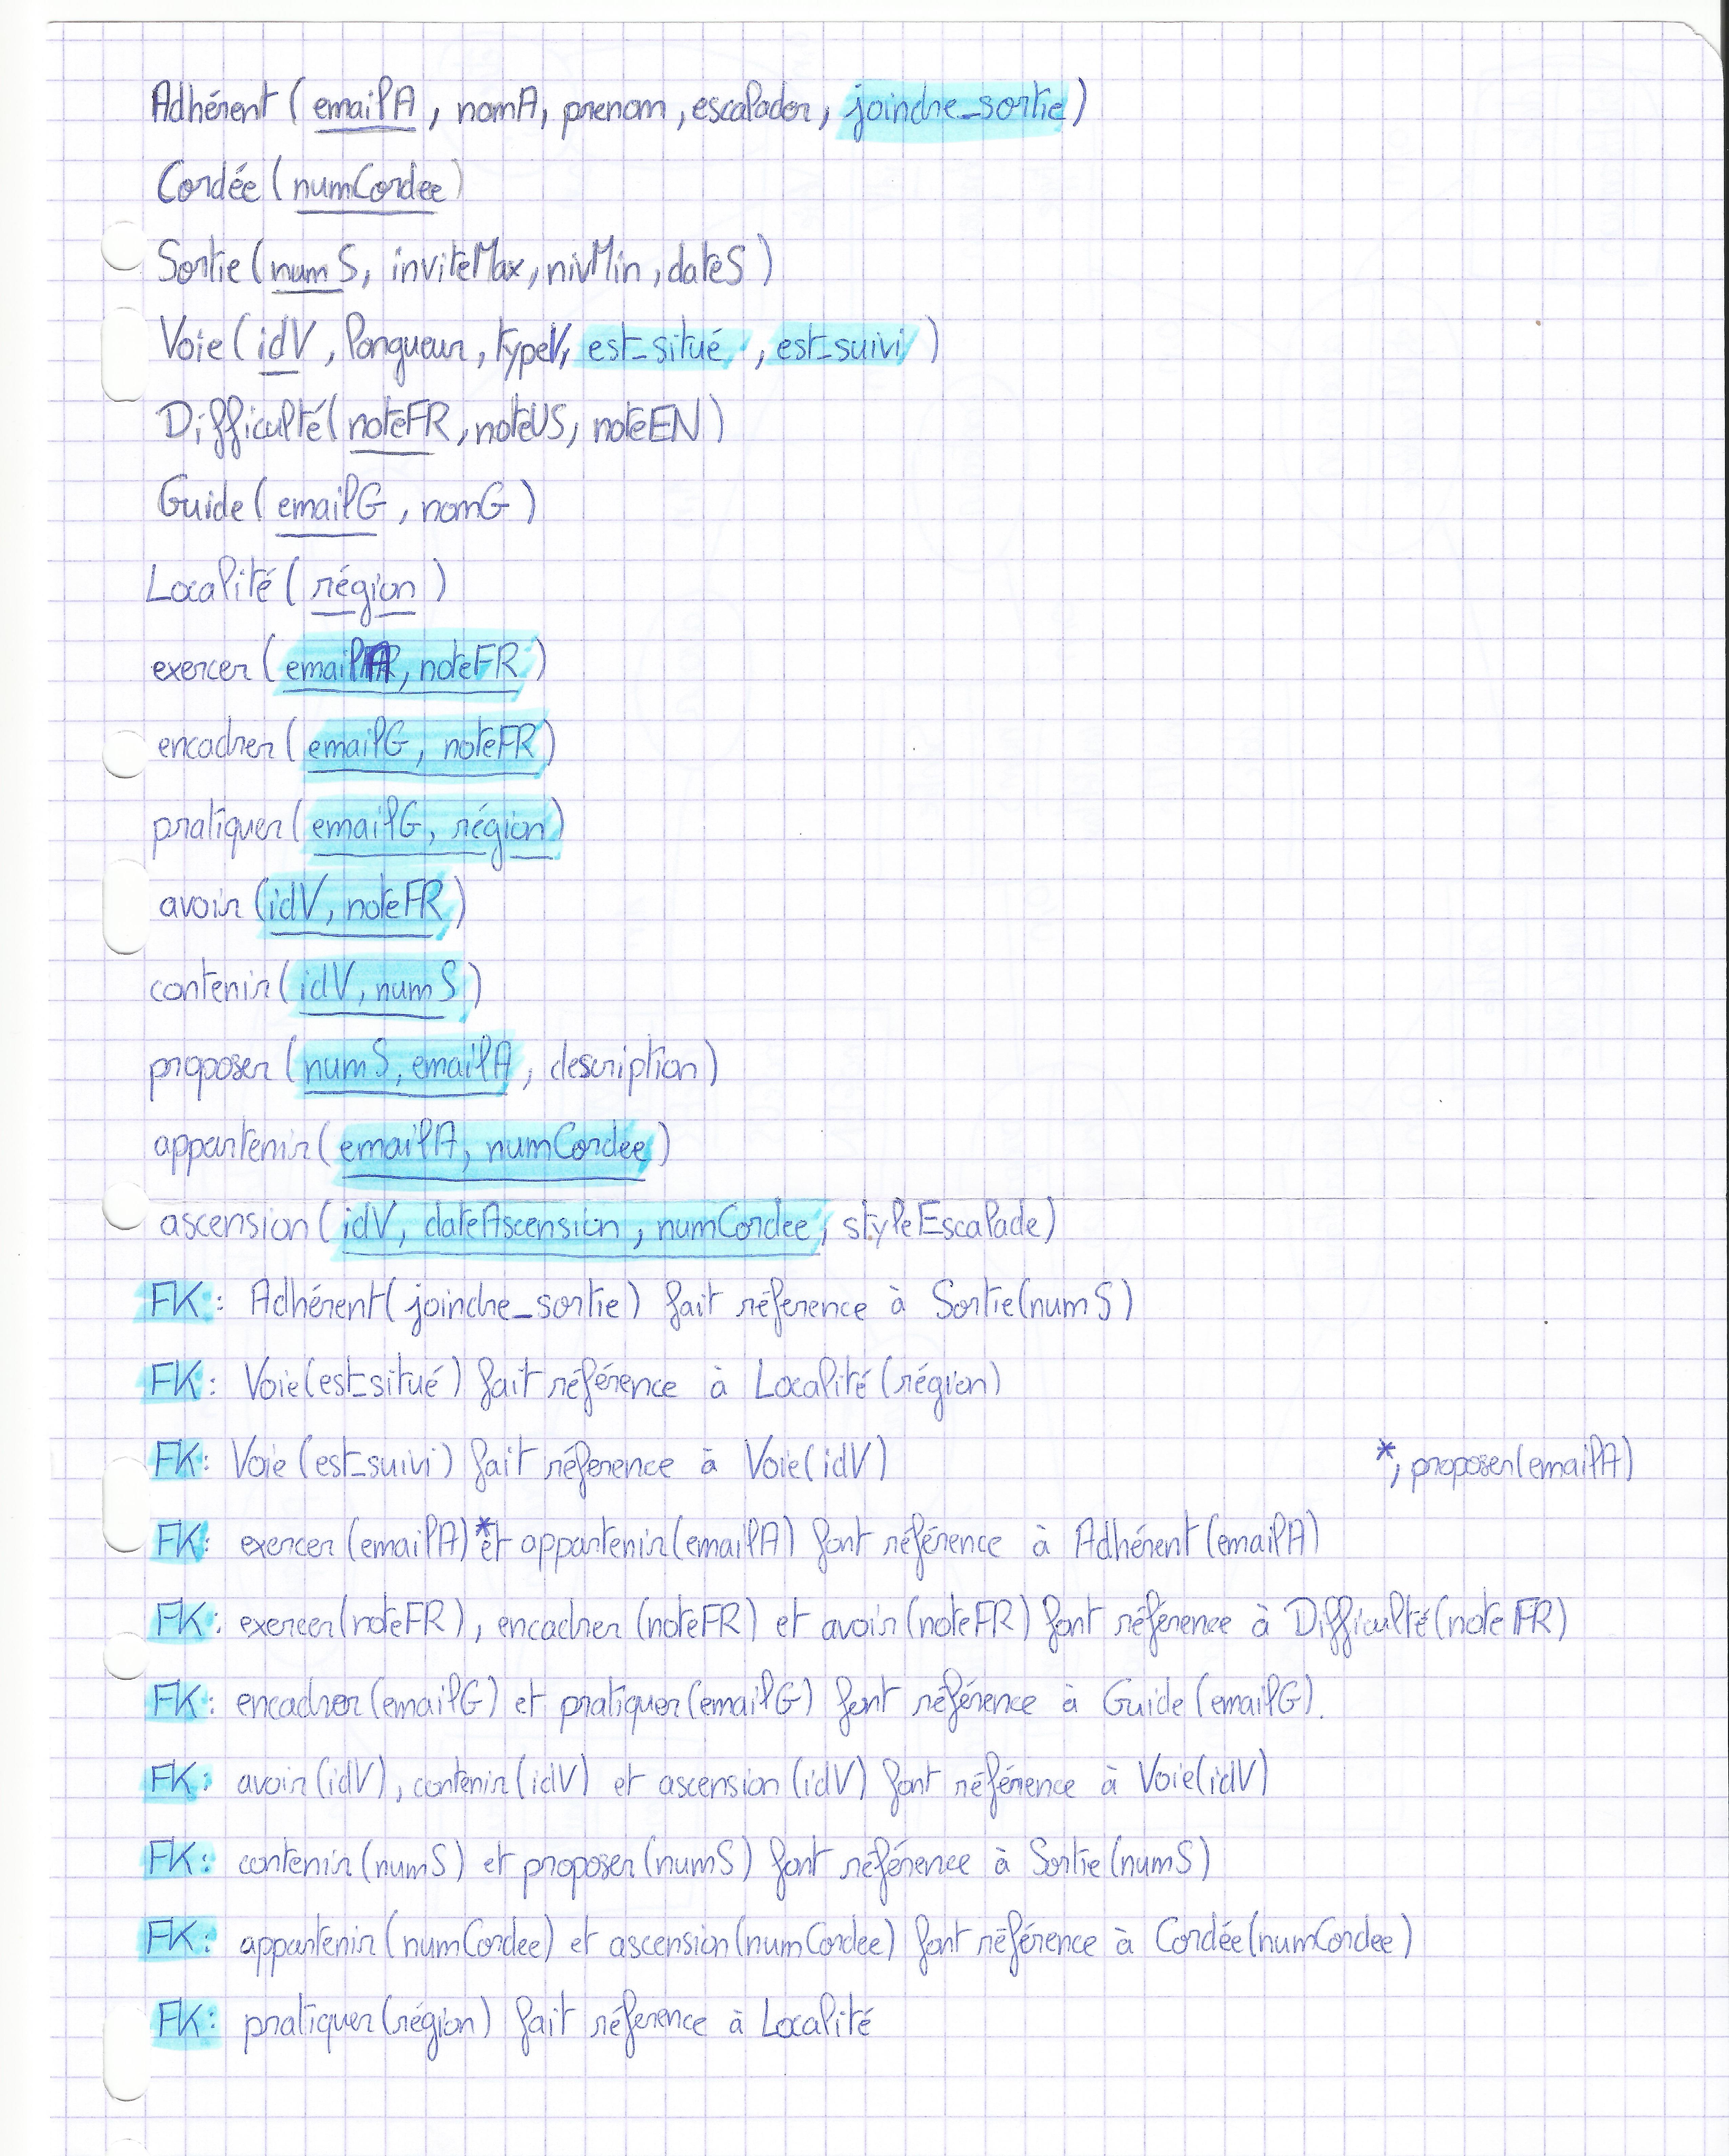 Adhérent (emailA, nomA, prenom, escalader, joindre_sortie)
Cordée (numCordee)
Sortie (numS, inviteMax, nivMin, dateS)
Voie (idV, longueur, typeV, est_situé, est_suivi)
Difficulté (noteFR, noteUS, noteEN)
Guide (emailG, nomG)
Localité (région)
exercer (emailA, noteFR)
encadrer (emailG, noteFR)
pratiquer (emailG, région)
avoir (idV, noteFR)
contenir (idV, numS)
proposer (numS, emailA, description)
appartenir (emailA, numCordée)
ascension (idV, dateAscension, numCordee, styleEscalade)
FK: Adhérent (joindre_sortie) fait réference à Sortie (numS)
FK: Voie (est_situé) fait référence à Localité (région)
FK: Voie (est_suivi) fait réference à Voie (idV)
*, proposer (emailA)
FK: exercer (emailA)* et appartenir (emailA) font référence à Adhérent (emailA)
FK: exercer (noteFR), encadrer (noteFR) et avoir (noteFR) font référence à Difficulté (noteFR)
FK: encadrer (emailG) et pratiquer (emailG) font référence à Guide (emailG).
FK: avoir (idV), contenir (idV) et ascension (idV) font référence à Voie (idV)
FK: contenir (numS) et proposer (numS) font référence à Sortie (numS)
FK: appartenir (numCordee) et ascension (numCordee) font référence à Cordée (numCordee)
FK: pratiquer (région) fait réference à Localité